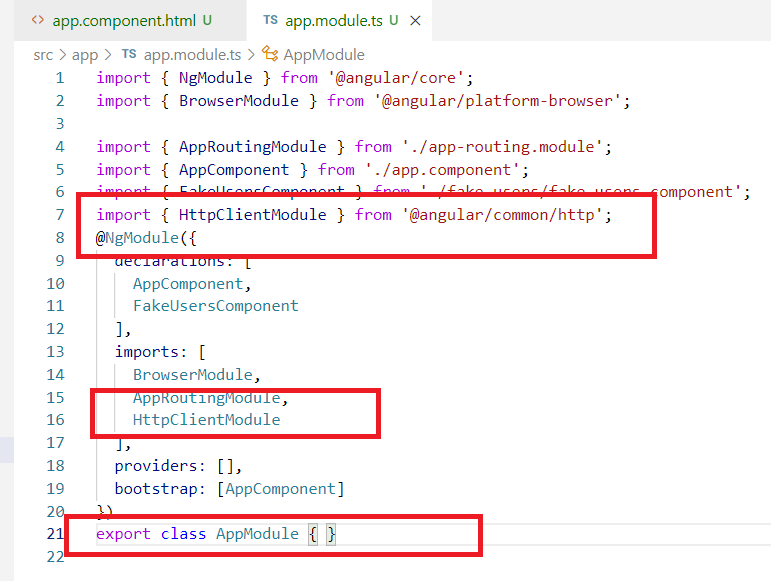 <> app.component.html U TS app.module.ts U ×
src > app > TS app.module.ts > AppModule
1 import { NgModule } from '@angular/core';
2 import { BrowserModule } from '@angular/platform-browser';
3
4 import { AppRoutingModule } from './app-routing.module';
5 import { AppComponent } from './app.component';
6 import { FakeUsersComponent } from './fake-users/fake-users.component';
7 import { HttpClientModule } from '@angular/common/http';
8 @NgModule({
9 declarations: [
10 AppComponent,
11 FakeUsersComponent
12 ],
13 imports: [
14 BrowserModule,
15 AppRoutingModule,
16 HttpClientModule
17 ],
18 providers: [],
19 bootstrap: [AppComponent]
20 })
21 export class AppModule { }
22